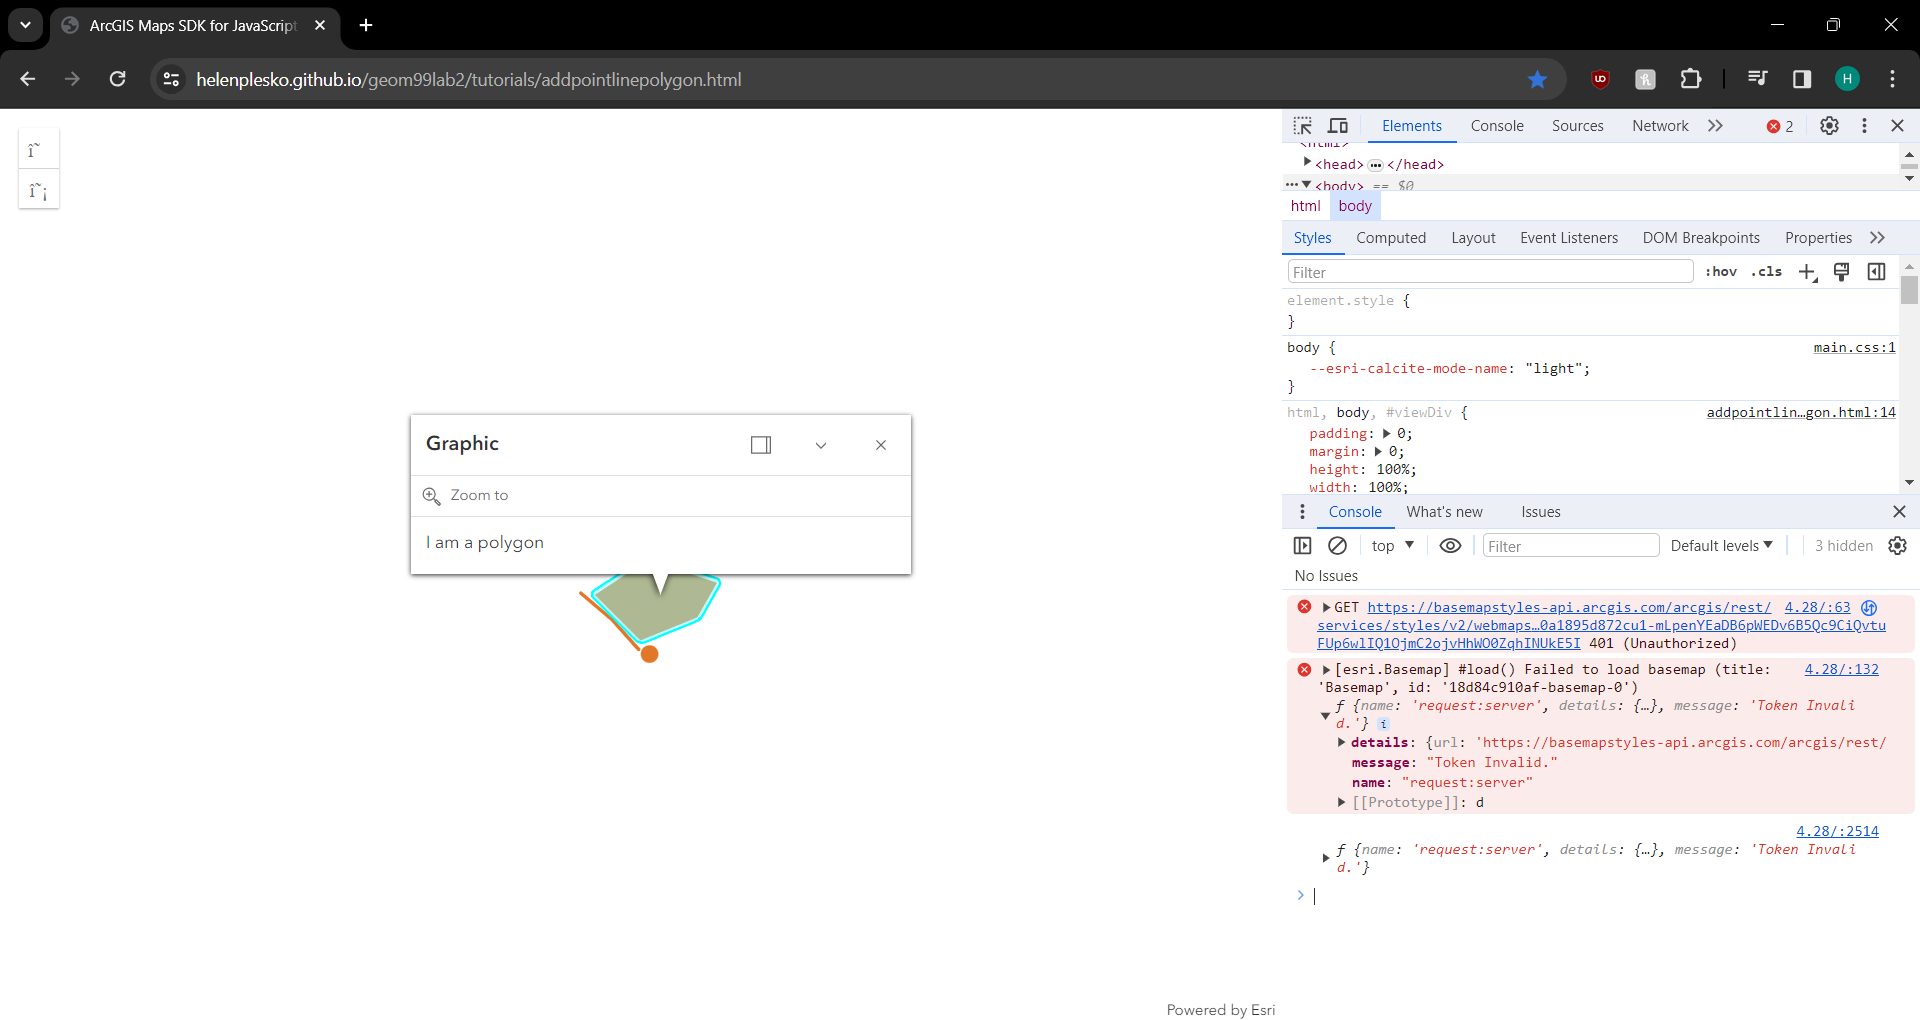 ArcGIS Maps SDK for JavaScript
helenplesko.github.io/geom99lab2/tutorials/addpointlinepolygon.html
H
Elements Console Sources Network 2
<head> </head>
<body> == $0
html body
Styles Computed Layout Event Listeners DOM Breakpoints Properties
Filter :hov .cls
element.style {
}
body { main.css:1
--esri-calcite-mode-name: "light";
}
html, body, #viewDiv { addpointlin…gon.html:14
padding: 0;
margin: 0;
height: 100%;
width: 100%;
Graphic
Zoom to
I am a polygon
Console What's new Issues
top Filter Default levels 3 hidden
No Issues
GET https://basemapstyles-api.arcgis.com/arcgis/rest/ 4.28/:63
services/styles/v2/webmaps…0a1895d872cu1-mLpenYEaDB6pWEDv6B5Qc9CiQvtu
FUp6wlIQ1OjmC2ojvHhWO0ZqhINUkE5I 401 (Unauthorized)
[esri.Basemap] #load() Failed to load basemap (title: 4.28/:132
'Basemap', id: '18d84c910af-basemap-0')
ƒ {name: 'request:server', details: {…}, message: 'Token Invali
d.'} i
details: {url: 'https://basemapstyles-api.arcgis.com/arcgis/rest/
message: "Token Invalid."
name: "request:server"
[[Prototype]]: d
4.28/:2514
ƒ {name: 'request:server', details: {…}, message: 'Token Invali
d.'}
Powered by Esri